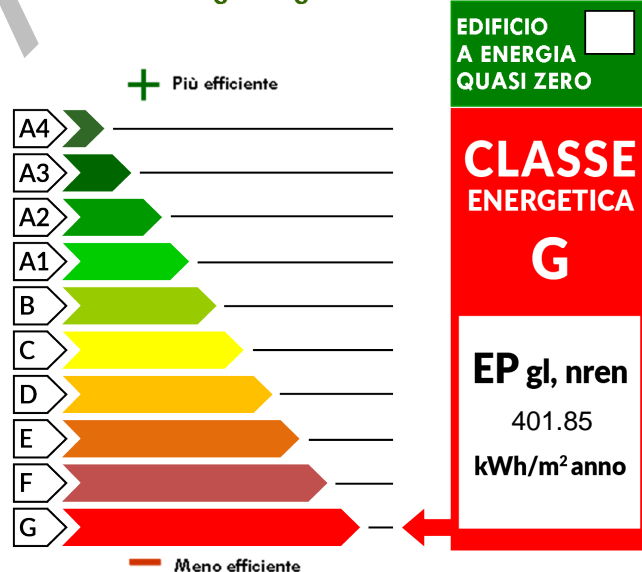 EDIFICIO
A ENERGIA
QUASI ZERO
Più efficiente
A4
A3
A2
A1
B
C
D
E
F
G
Meno efficiente
CLASSE
ENERGETICA
G
EP gl, nren
401.85
kWh/m² anno